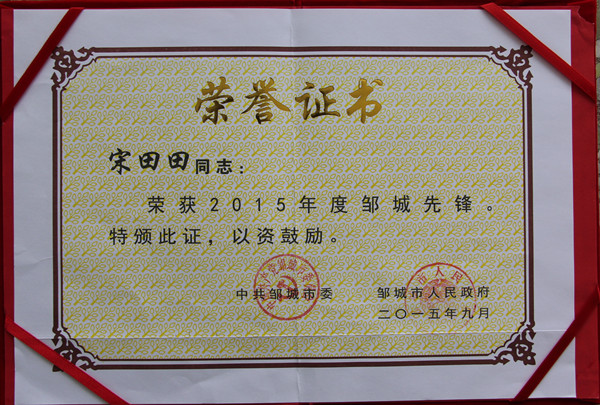 荣誉证书
宋田田同志：
荣获2015年度邹城先锋。
特颁此证，以资鼓励。
中共邹城市委 邹城市人民政府
二〇一五年九月